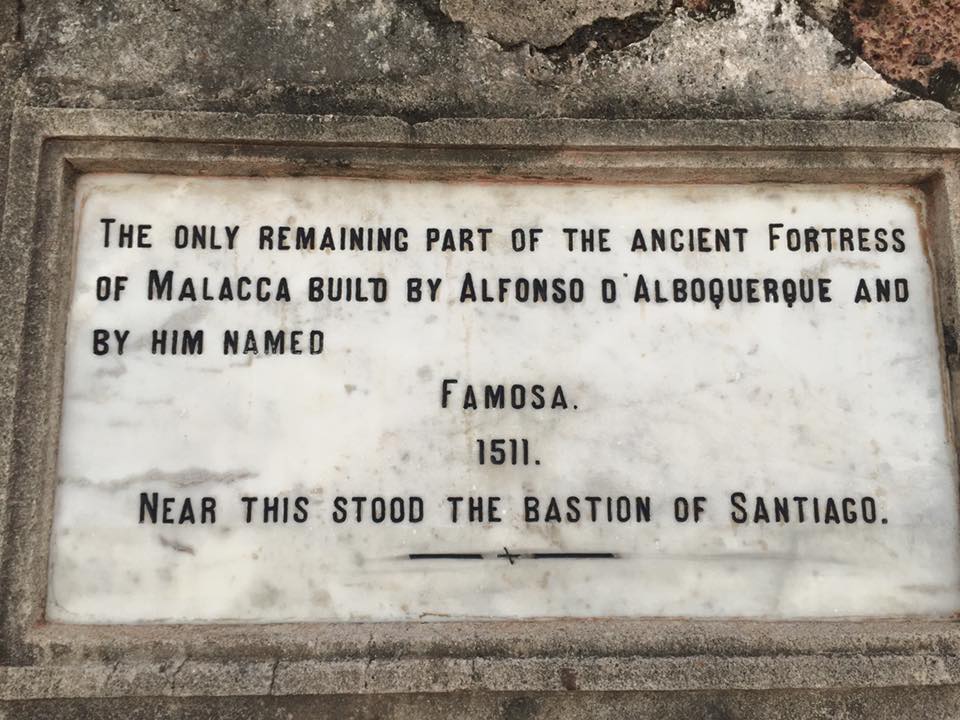 The only remaining part of the ancient Fortress
of Malacca built by Alfonso d'Alboquerque and
by him named
Famosa.
1511.
Near this stood the bastion of Santiago.